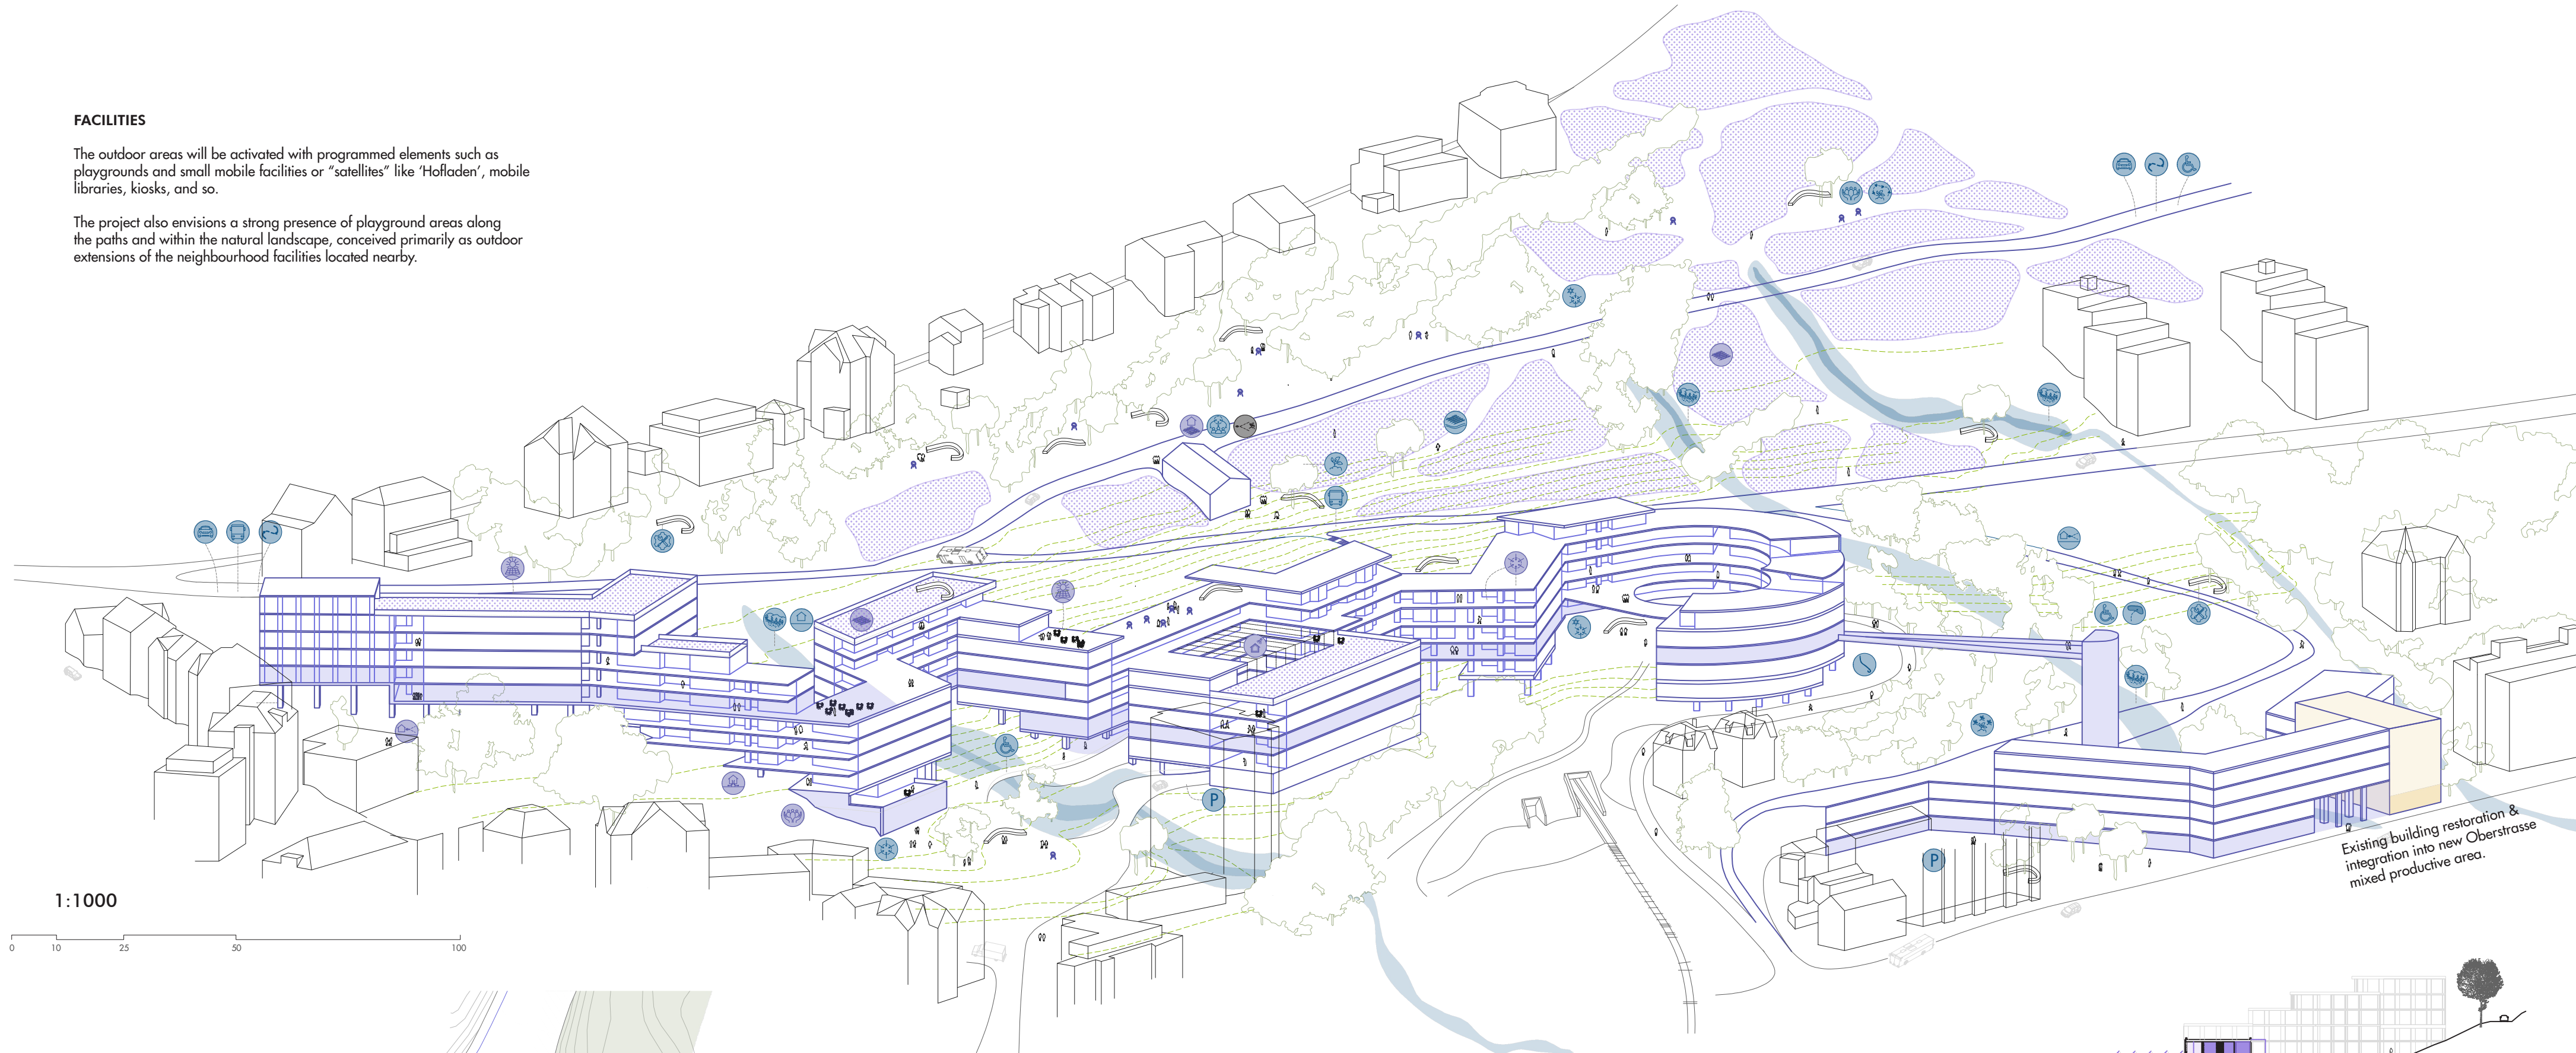 FACILITIES
The outdoor areas will be activated with programmed elements such as
playgrounds and small mobile facilities or “satellites” like ‘Hofladen’, mobile
libraries, kiosks, and so.
The project also envisions a strong presence of playground areas along
the paths and within the natural landscape, conceived primarily as outdoor
extensions of the neighbourhood facilities located nearby.
P
P
Existing building restoration &
integration into new Oberstrasse
mixed productive area.
1:1000
0 10 25 50 100